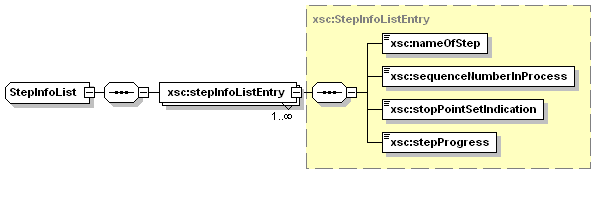 xsc:StepInfoListEntry
xsc:nameOfStep
StepInfoList
xsc:stepInfoListEntry
xsc:sequenceNumberInProcess
1..∞
xsc:stopPointSetIndication
xsc:stepProgress